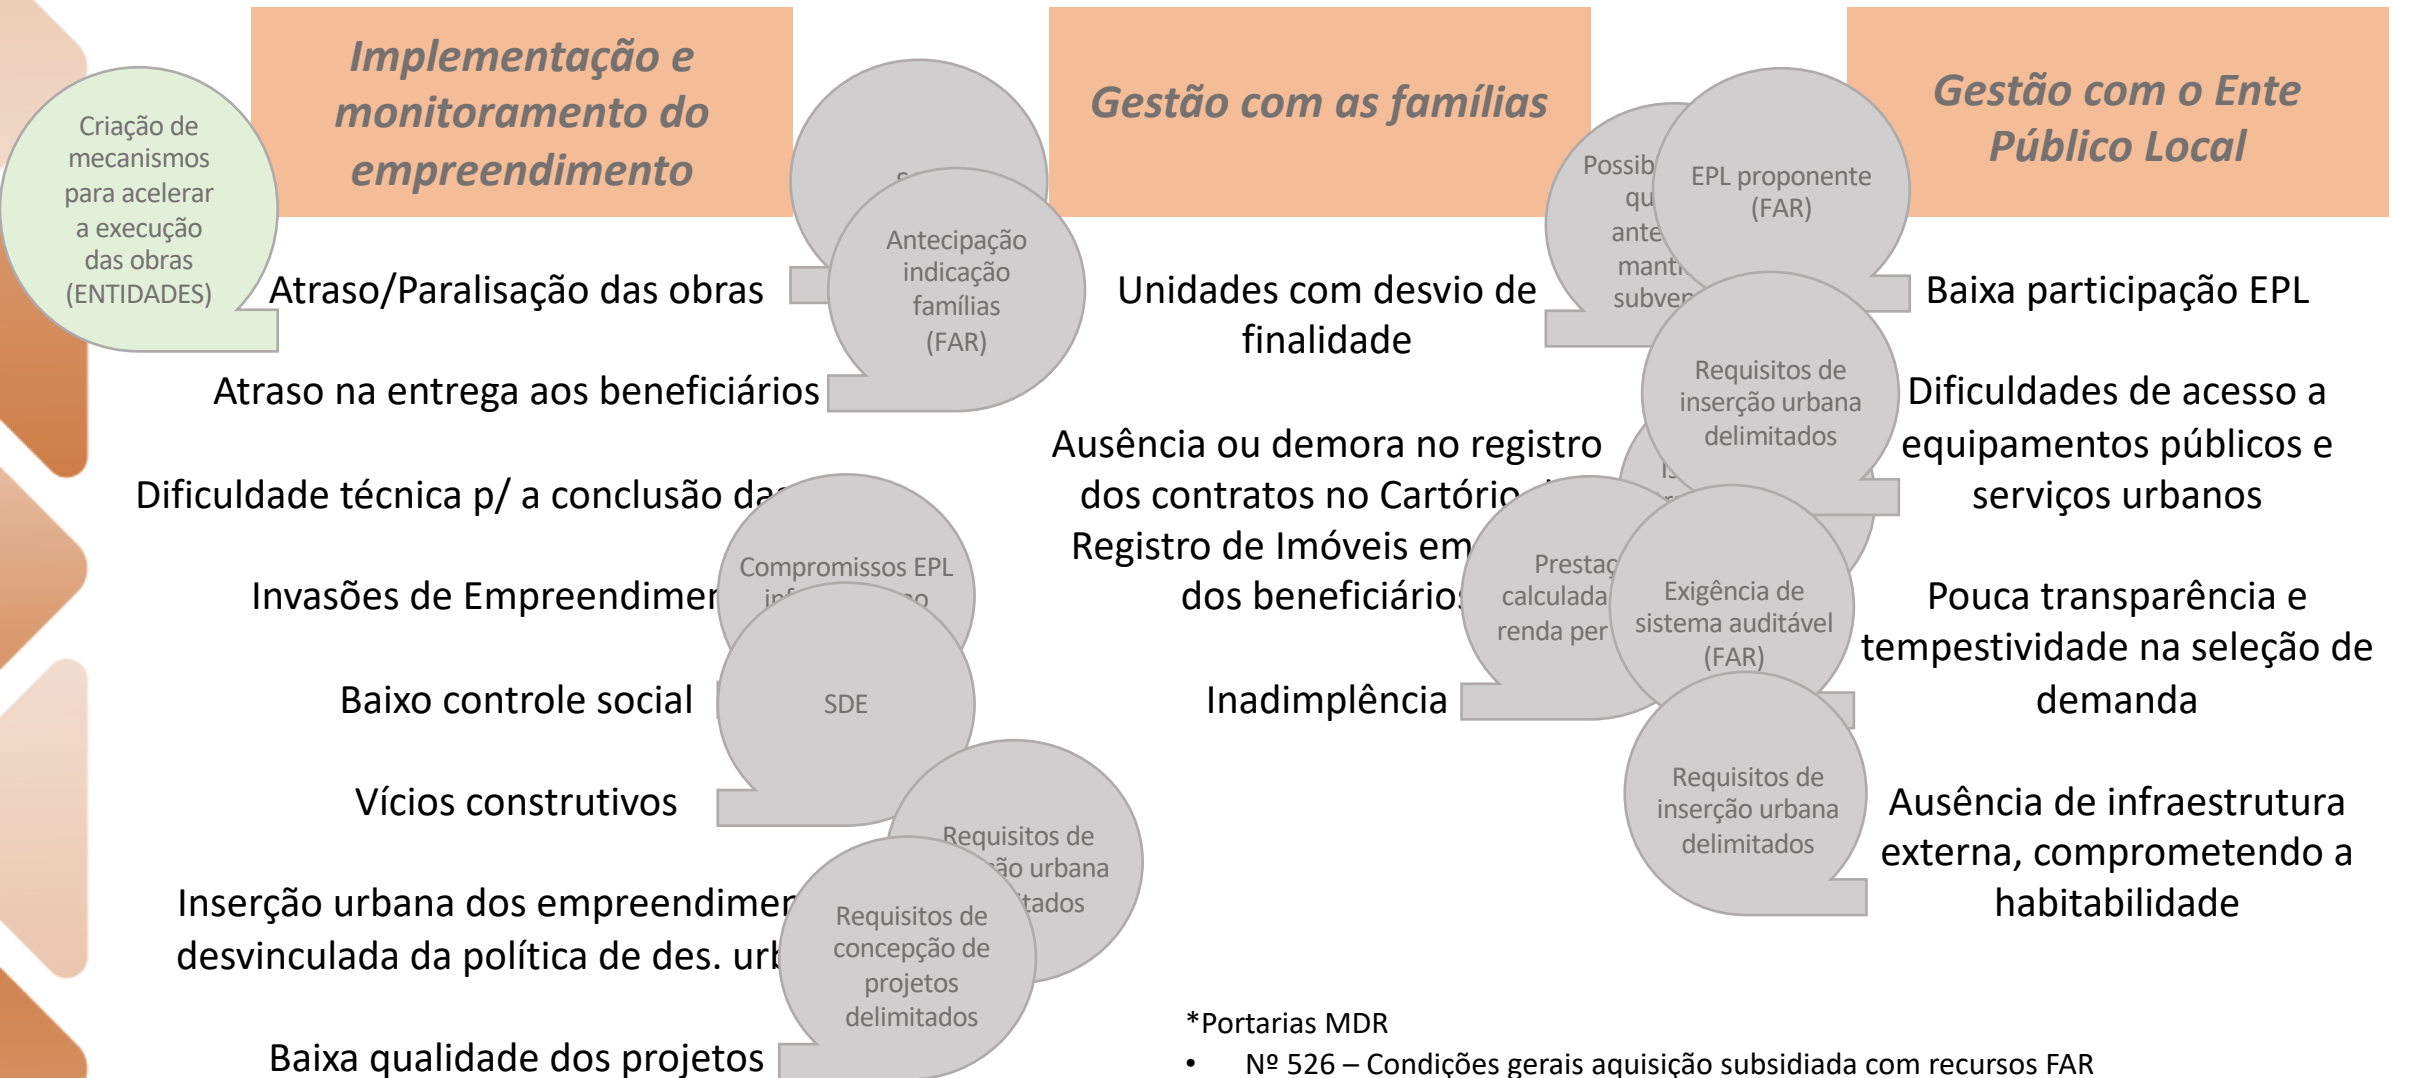 Criação de
mecanismos
para acelerar
a execução
das obras
(ENTIDADES)
Implementação e
monitoramento do
empreendimento
Atraso/Paralisação das obras
Atraso na entrega aos beneficiários
Dificuldade técnica p/ a conclusão das
Invasões de
Baixo controle social
Vícios construtivos
Inserção urbana dos
desvinculada da política de des.
Baixa qualidade dos projetos
Antecipação
indicação
famílias
(FAR)
Compromissos EPL
SDE
Requisitos de
urbana
Requisitos de
concepção de
projetos
delimitados
Gestão com as famílias
Unidades com desvio de
finalidade
Ausência ou demora no registro
dos contratos no Cartório
Registro de Imóveis em
dos beneficiários
Inadimplência
EPL proponente
(FAR)
Requisitos de
inserção urbana
delimitados
calculada
renda per
Exigência de
sistema auditável
(FAR)
Requisitos de
inserção urbana
delimitados
Gestão com o Ente
Público Local
Baixa participação EPL
Dificuldades de acesso a
equipamentos públicos e
serviços urbanos
Pouca transparência e
tempestividade na seleção de
demanda
Ausência de infraestrutura
externa, comprometendo a
habitabilidade
*Portarias MDR
• Nº 526 – Condições gerais aquisição subsidiada com recursos FAR